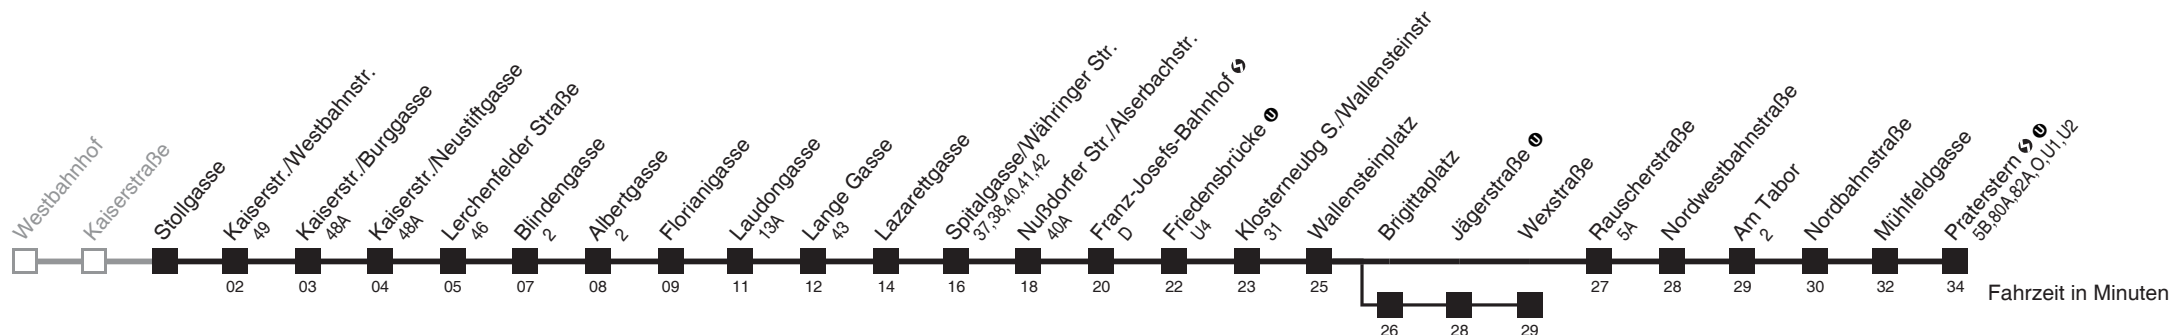 Westbahnhof
Kaiserstraße
Stollgasse
Kaiserstr./Westbahnstr.
49
Kaiserstr./Burggasse
48A
Kaiserstr./Neustiftgasse
48A
Lerchenfelder Straße
46
Blindengasse
2
Albertgasse
2
Florianigasse
Laudongasse
13A
Lange Gasse
43
Lazarettgasse
Spitalgasse/Währinger Str.
37,38,40,41,42
Nußdorfer Str./Alserbachstr.
40A
Franz-Josefs-Bahnhof S
D
Friedensbrücke U
U4
Klosterneubg S./Wallensteinstr
31
Wallensteinplatz
Brigittaplatz
Jägerstraße U
Wexstraße
Rauscherstraße
5A
Nordwestbahnstraße
Am Tabor
2
Nordbahnstraße
Mühlfeldgasse
Praterstern S U
5B,80A,82A,O,U1,U2
02 03 04 05 07 08 09 11 12 14 16 18 20 22 23 25 27 28 29 30 32 34
Fahrzeit in Minuten
26 28 29